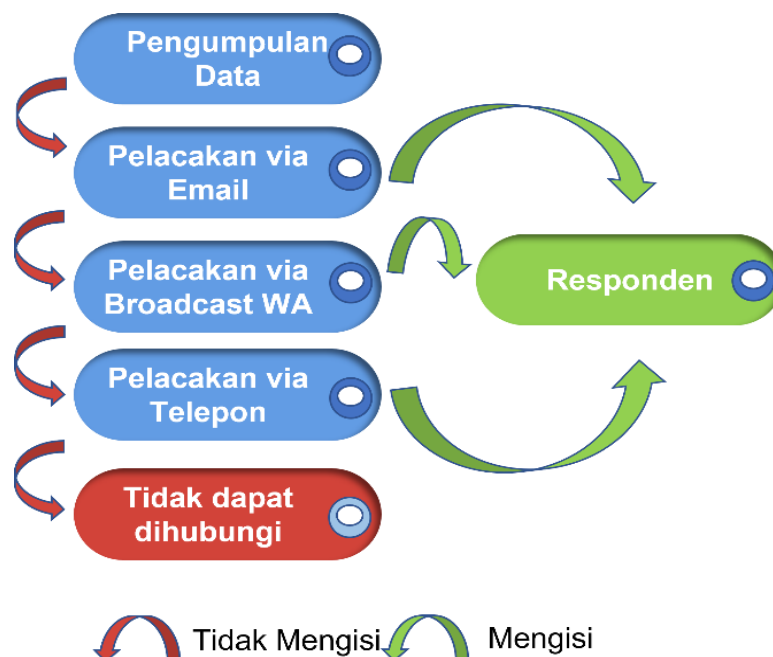 Pengumpulan
Data
Pelacakan via
Email
Pelacakan via
Broadcast WA
Responden
Pelacakan via
Telepon
Tidak dapat
dihubungi
Tidak Mengisi
Mengisi